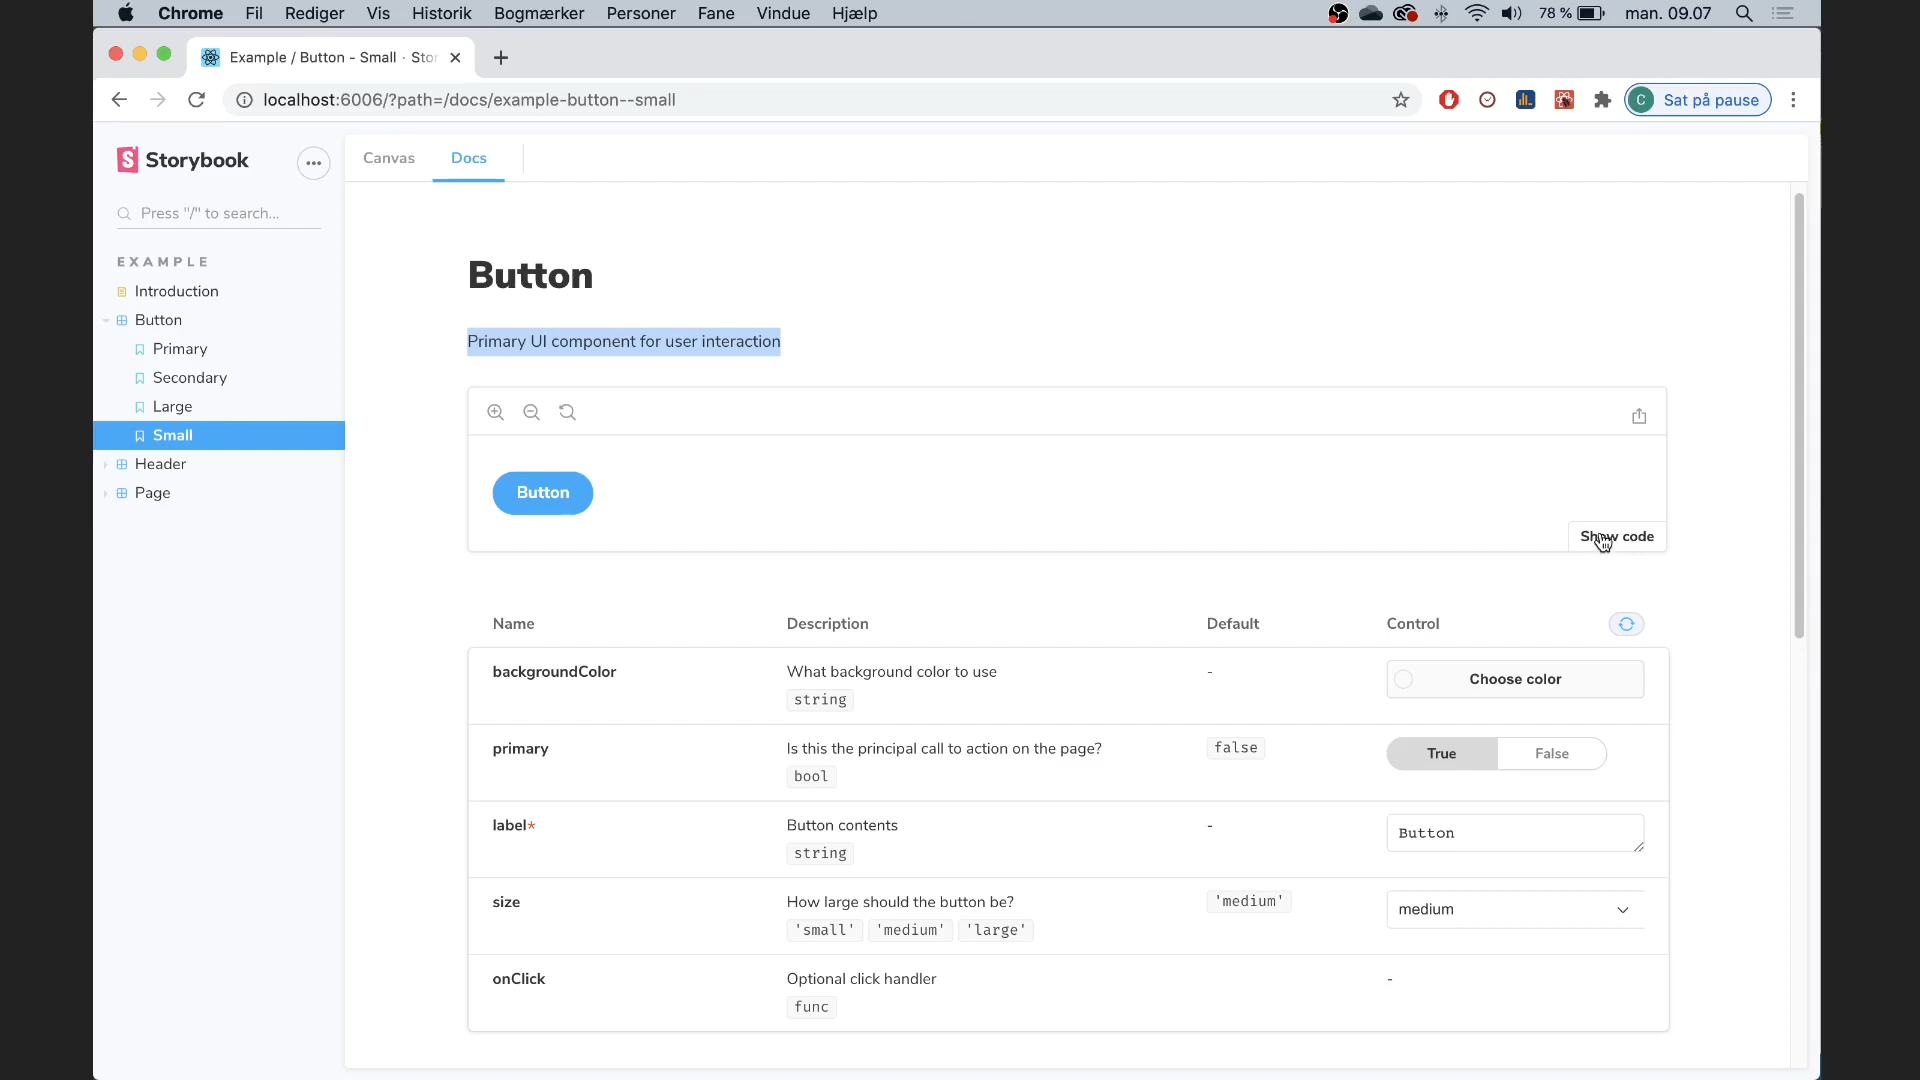 Chrome Fil Rediger Vis Historik Bogmærker Personer Fane Vindue Hjælp 78 % man. 09.07
Example / Button - Small · Stor
localhost:6006/?path=/docs/example-button--small
C Sat på pause
Storybook
Canvas Docs
Press "/" to search...
EXAMPLE
Introduction
Button
Primary
Secondary
Large
Small
Header
Page
Button
Primary UI component for user interaction
Button
Show code
Name Description Default Control
backgroundColor What background color to use - Choose color
string
primary Is this the principal call to action on the page? false True False
bool
label* Button contents - Button
string
size How large should the button be? 'medium' medium
'small' 'medium' 'large'
onClick Optional click handler -
func